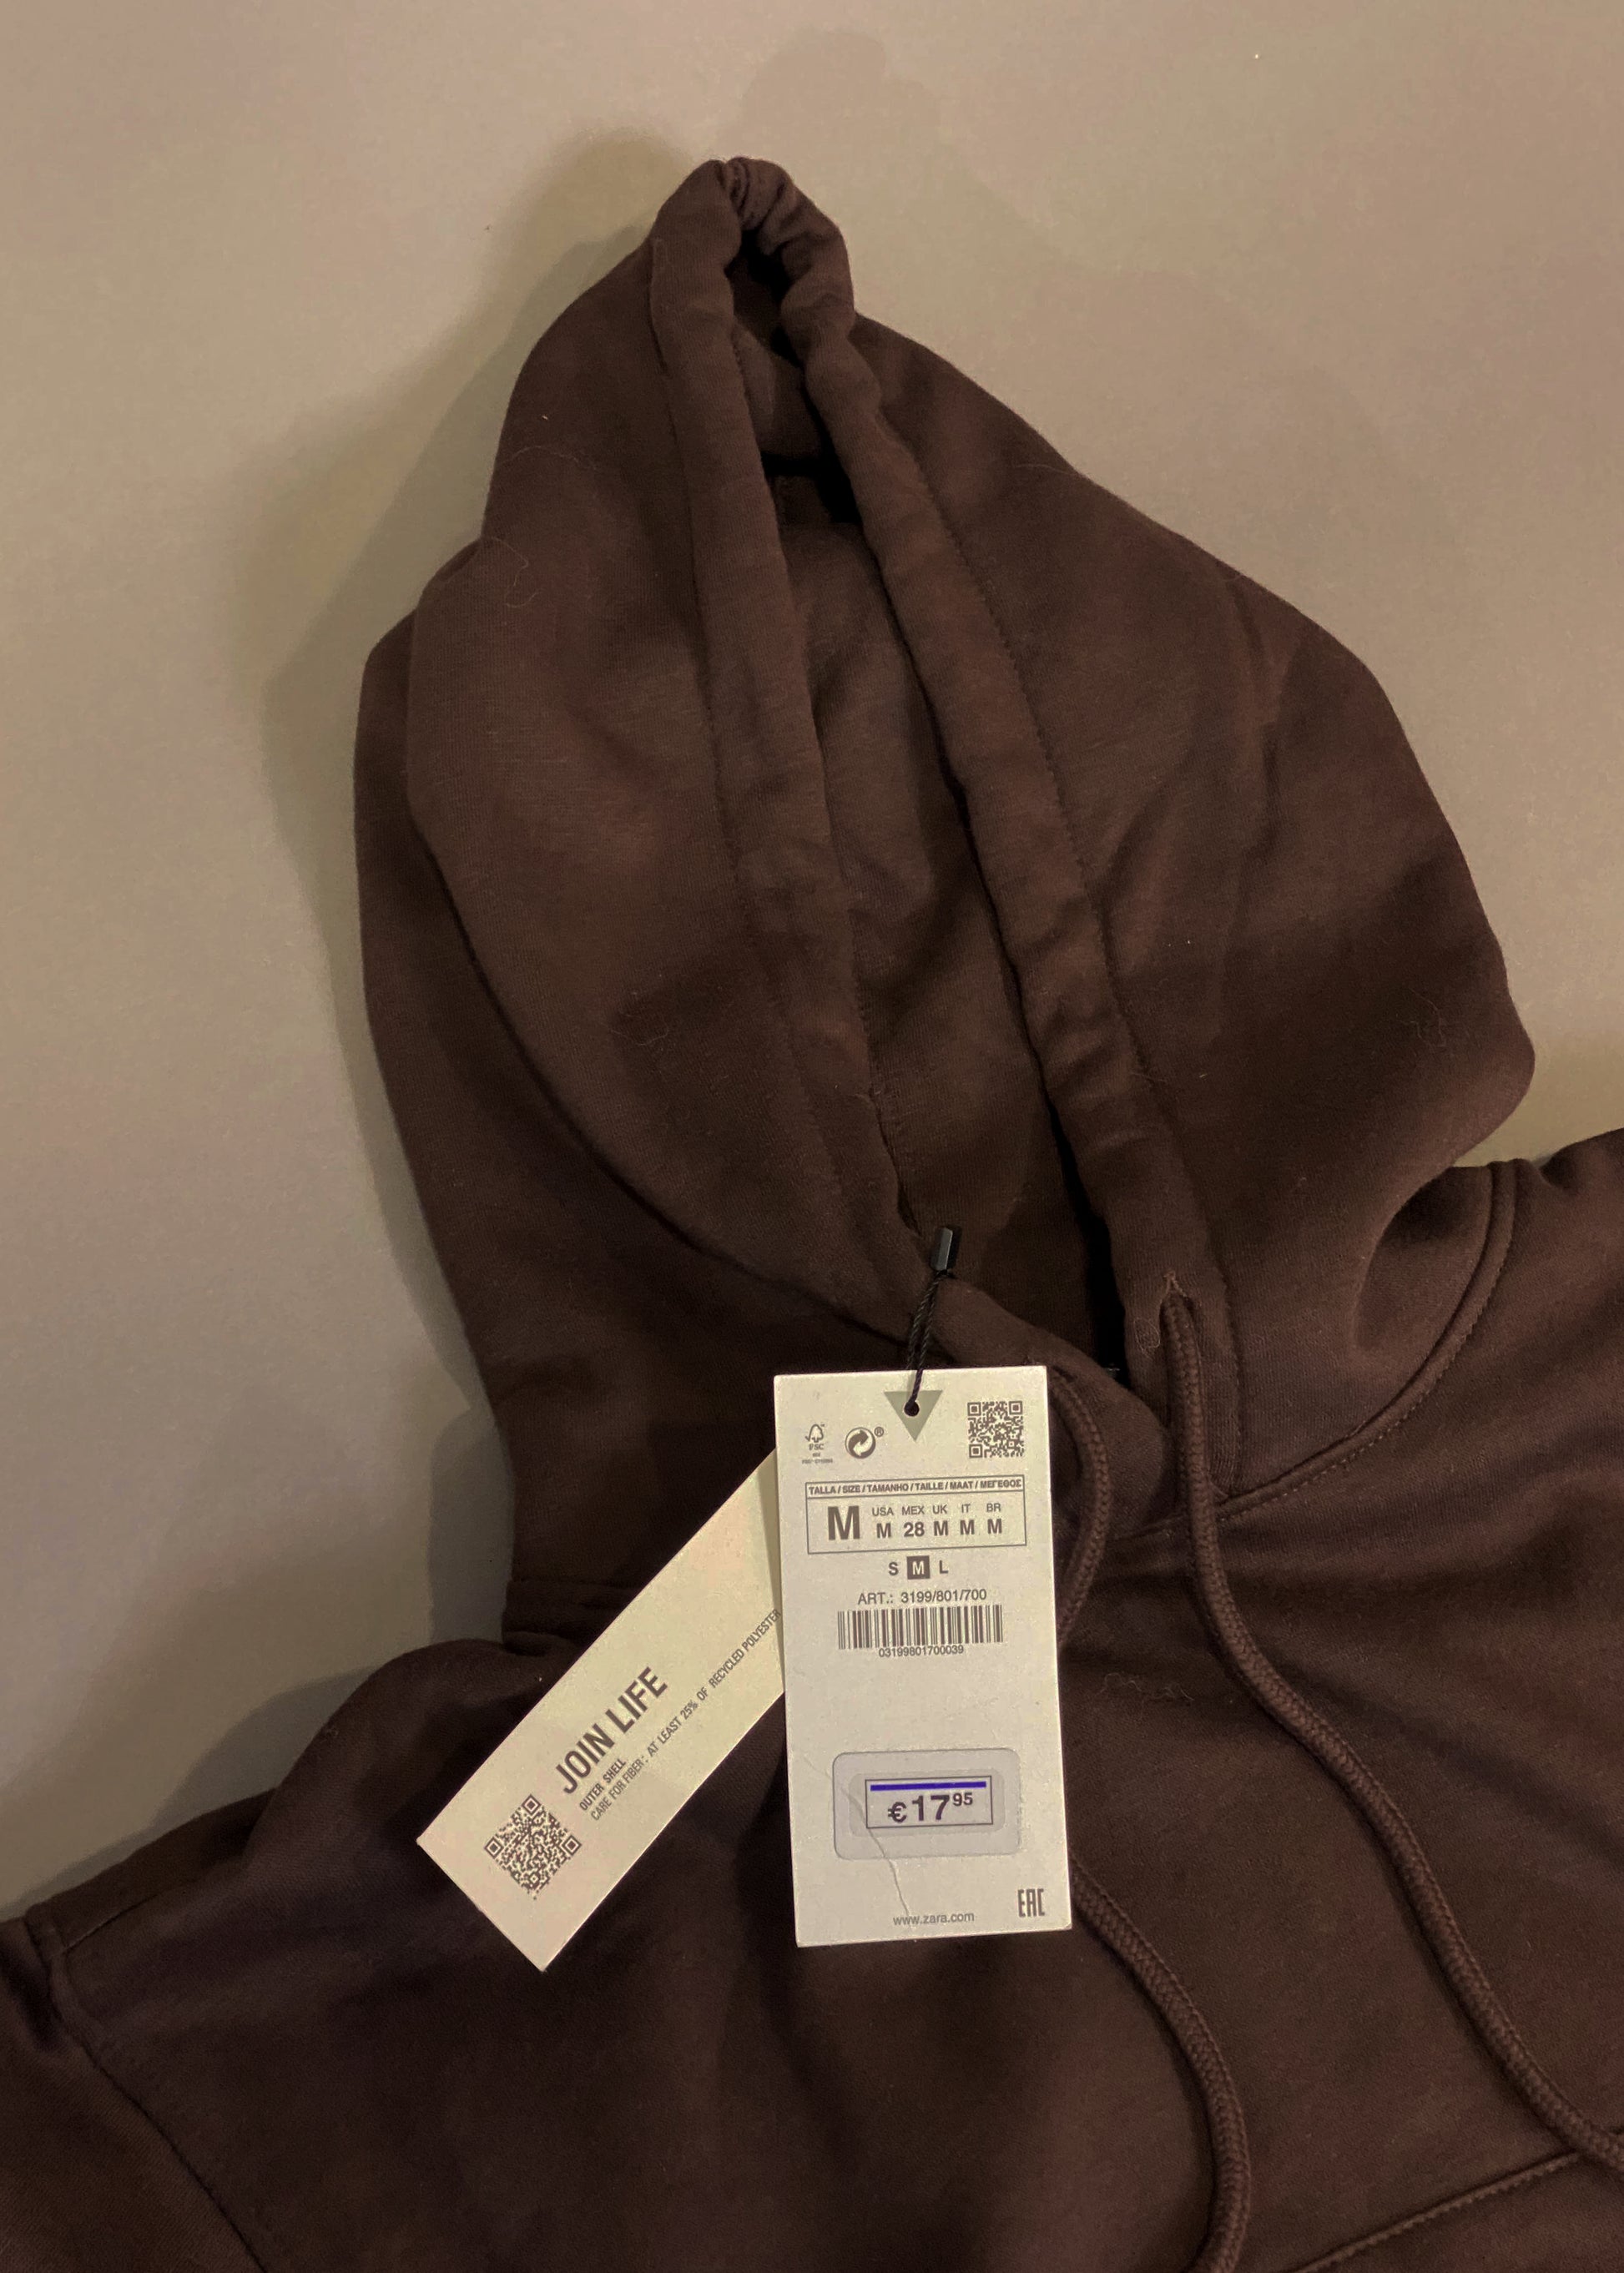 FSC
®
TALLA / SIZE / TAMANHO / TAILLE / MAAT / ΜΕΓΕΘΟΣ
M
USA MEX UK IT BR
M 28 M M M
S M L
ART.: 3199/801/700
03199801700039
€17 95
EAC
www.zara.com
JOIN LIFE
OUTER SHELL
CARE FOR FIBER: AT LEAST 25% OF RECYCLED POLYESTER